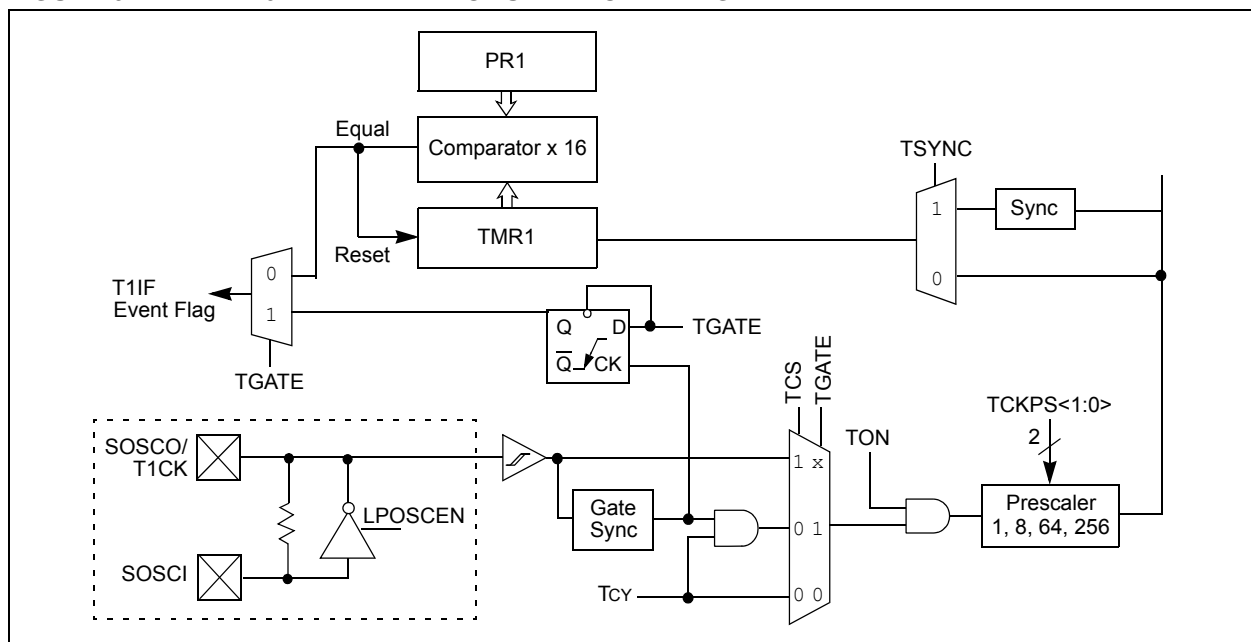 PR1
Equal
Comparator x 16
TSYNC
1
Sync
Reset
TMR1
0
0
T1IF
Event Flag
1
Q
D
TGATE
Q
CK
TGATE
TCS
TGATE
TCKPS<1:0>
2
SOSCO/
T1CK
TON
1 x
LPOSCEN
Gate
Sync
0 1
Prescaler
1, 8, 64, 256
SOSCI
TCY
0 0